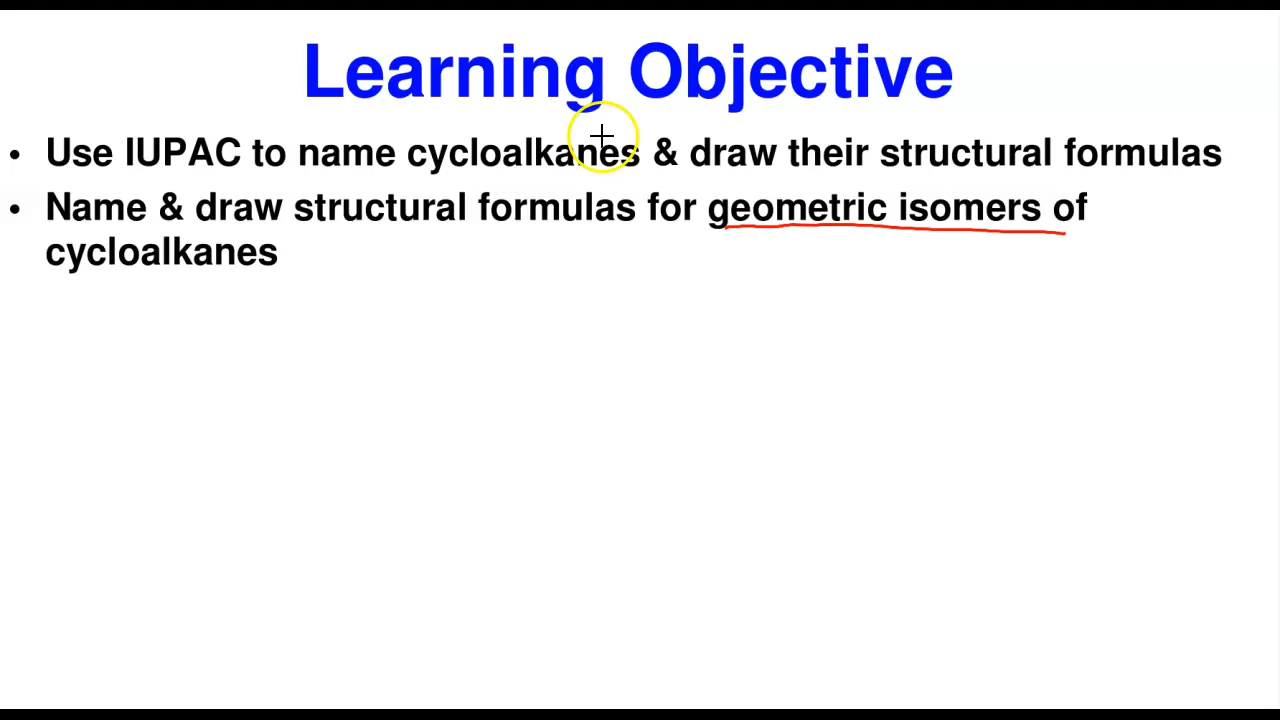 Learning Objective
• Use IUPAC to name cycloalkanes & draw their structural formulas
• Name & draw structural formulas for geometric isomers of
cycloalkanes